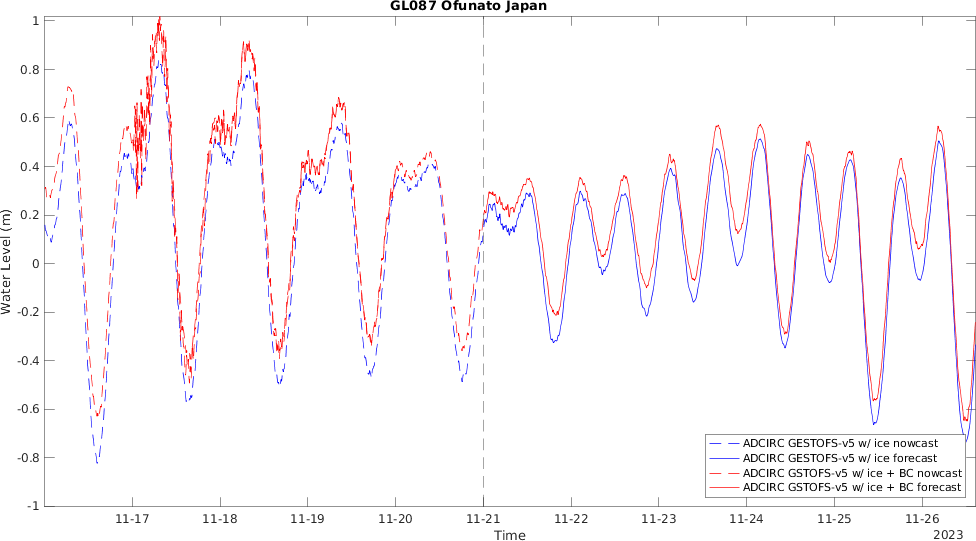 GL087 Ofunato Japan
1
0.8
0.6
0.4
0.2
0
-0.2
-0.4
-0.6
-0.8
-1
Water Level (m)
11-17 11-18 11-19 11-20 11-21 11-22 11-23 11-24 11-25 11-26
Time
2023
ADCIRC GESTOFS-v5 w/ ice nowcast
ADCIRC GESTOFS-v5 w/ ice forecast
ADCIRC GSTOFS-v5 w/ ice + BC nowcast
ADCIRC GSTOFS-v5 w/ ice + BC forecast